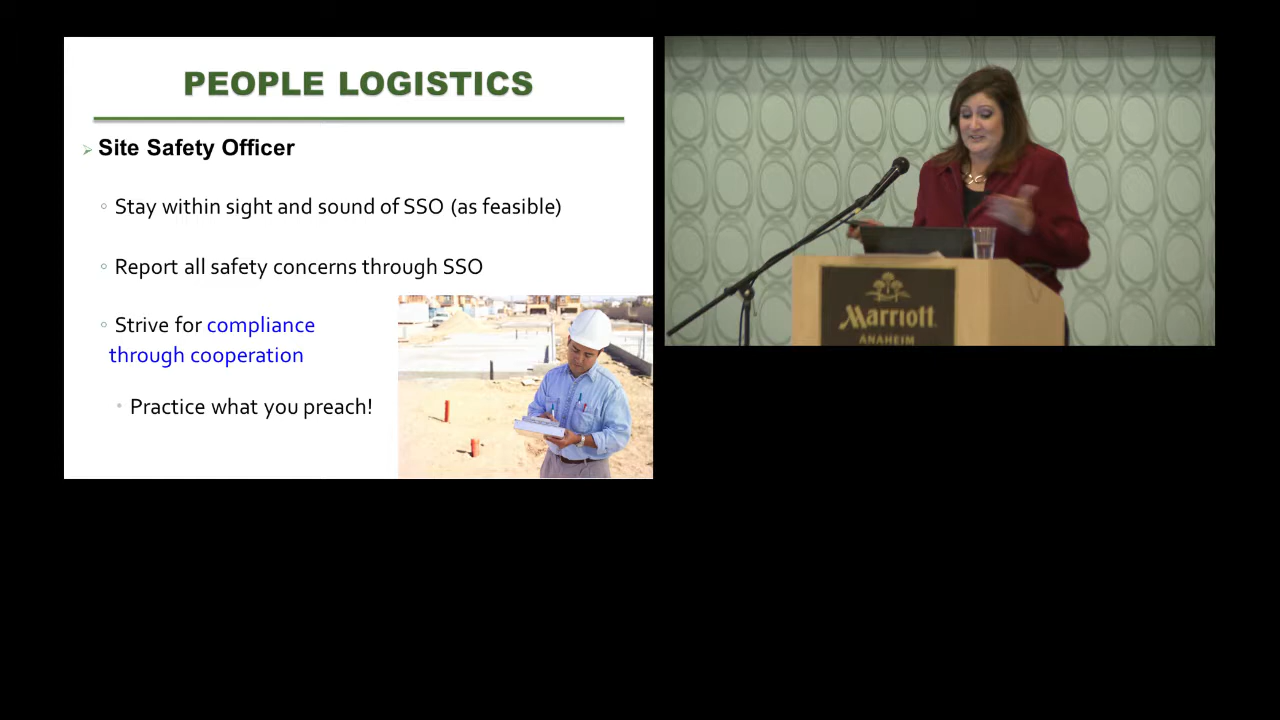 PEOPLE LOGISTICS
Site Safety Officer
Stay within sight and sound of SSO (as feasible)
Report all safety concerns through SSO
Strive for compliance
through cooperation
Practice what you preach!
Marriott
ANAHEIM